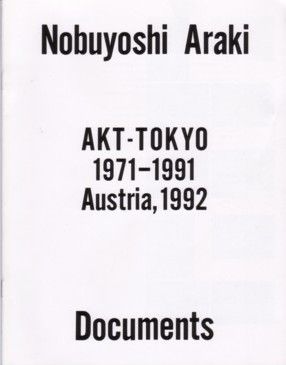 Nobuyoshi Araki
AKT-TOKYO
1971–1991
Austria, 1992
Documents